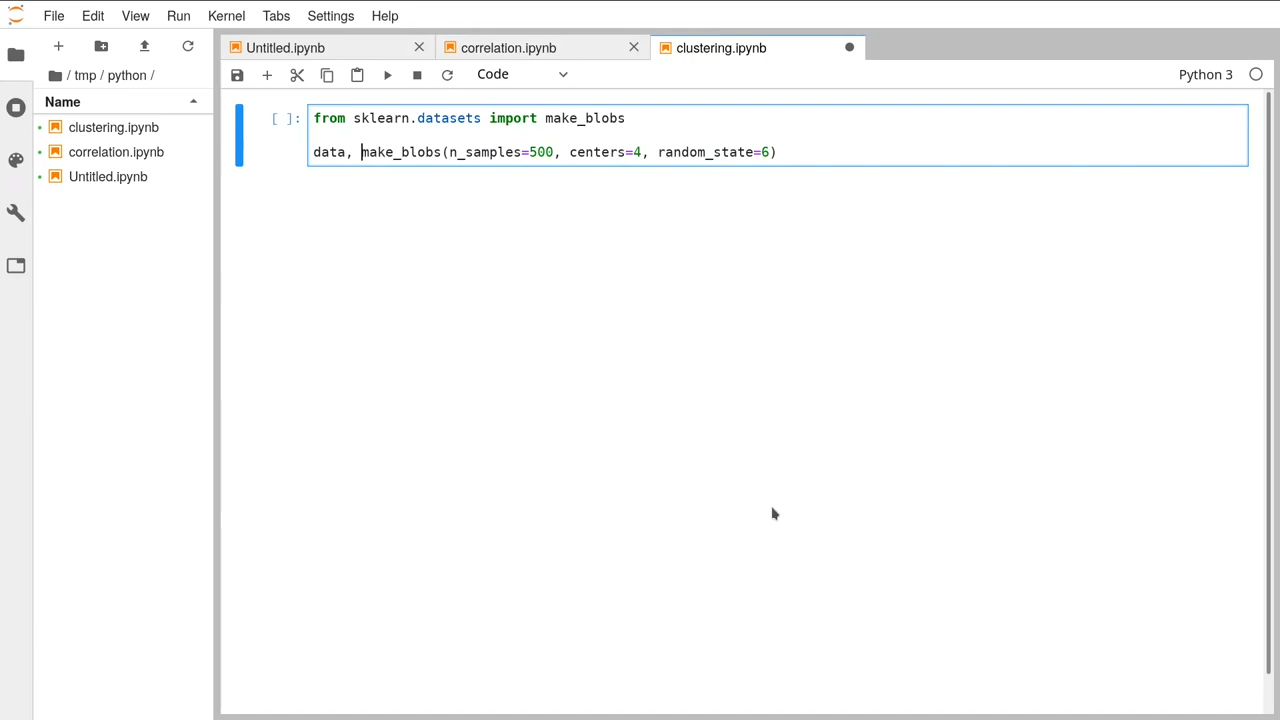 File Edit View Run Kernel Tabs Settings Help
Untitled.ipynb correlation.ipynb clustering.ipynb
Code Python 3
/ tmp / python /
Name
clustering.ipynb
correlation.ipynb
Untitled.ipynb
[ ]: from sklearn.datasets import make_blobs
data, make_blobs(n_samples=500, centers=4, random_state=6)